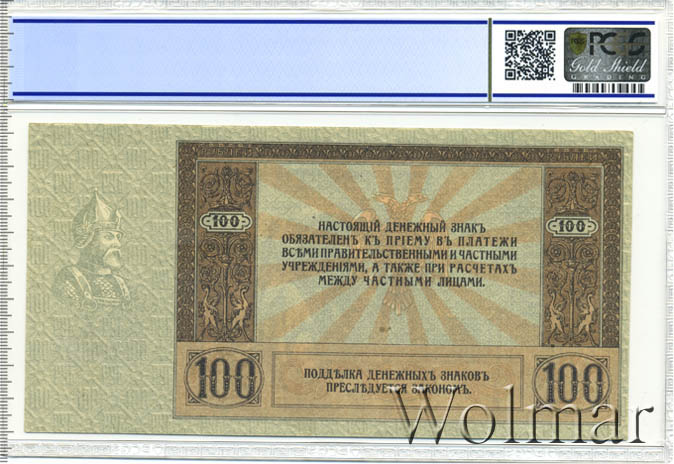 PCGS
Gold Shield
GRADING
100
100
НАСТОЯЩІЙ ДЕНЕЖНЫЙ ЗНАКЪ
ОБЯЗАТЕЛЕНЪ КЪ ПРІЕМУ ВЪ ПЛАТЕЖИ
ВСѢМИ ПРАВИТЕЛЬСТВЕННЫМИ И ЧАСТНЫМИ
УЧРЕЖДЕНІЯМИ, А ТАКЖЕ ПРИ РАСЧЕТАХЪ
МЕЖДУ ЧАСТНЫМИ ЛИЦАМИ.
100
ПОДДѢЛКА ДЕНЕЖНЫХЪ ЗНАКОВЪ
ПРЕСЛѢДУЕТСЯ ЗАКОНОМЪ.
100
Wolmar